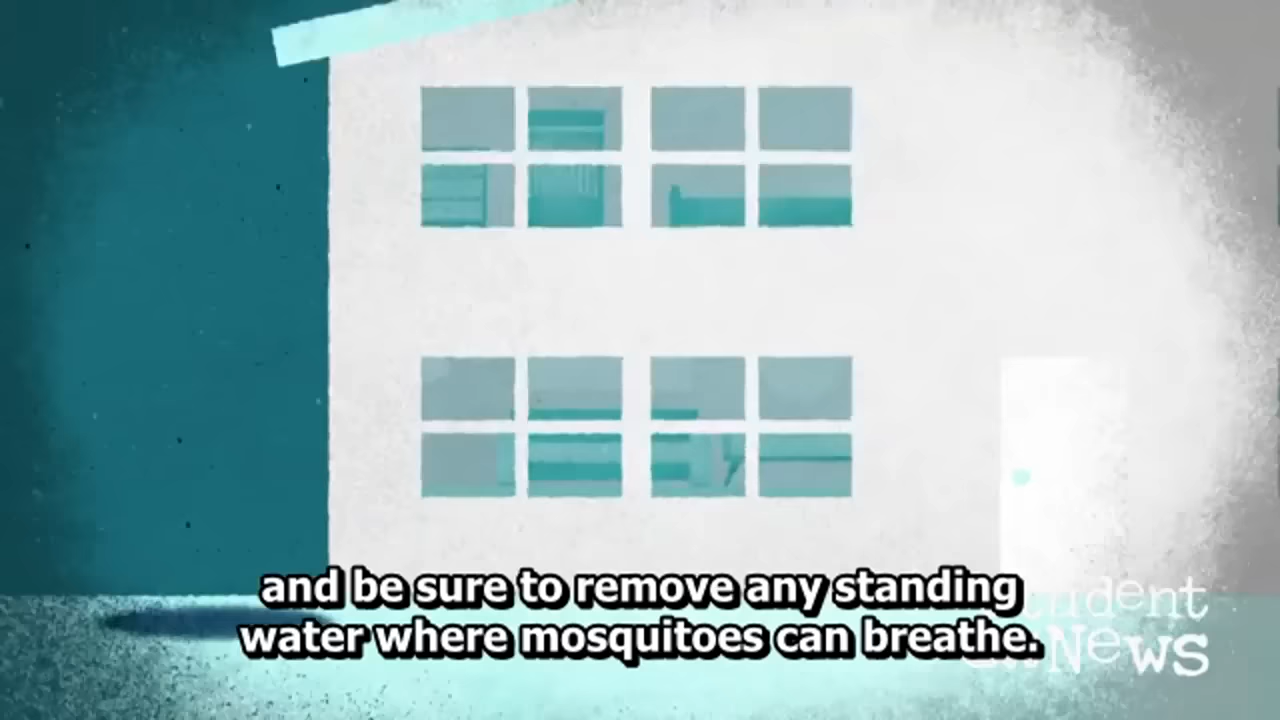 and be sure to remove any standing
water where mosquitoes can breathe.
News